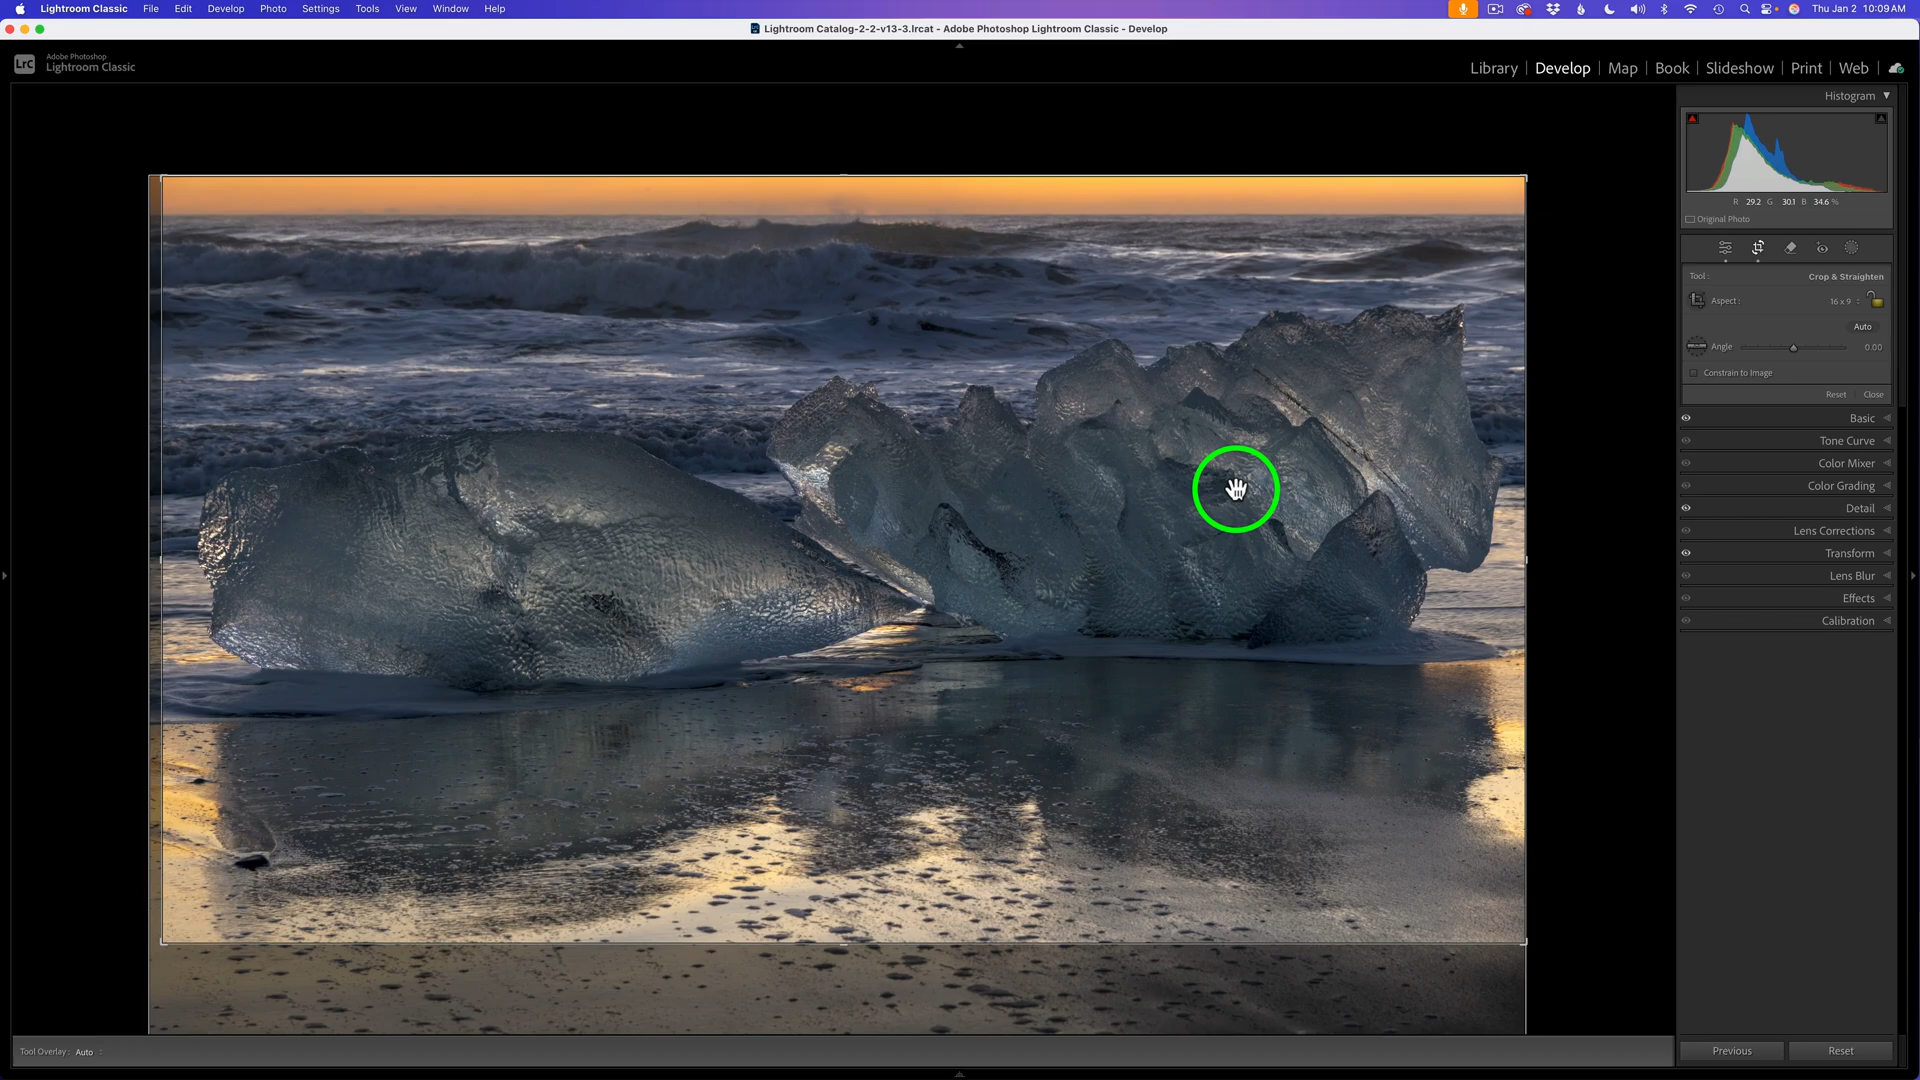 Lightroom Classic File Edit Develop Photo Settings Tools View Window Help Thu Jan 2 10:09 AM
Lightroom Catalog-2-2-v13-3.lrcat - Adobe Photoshop Lightroom Classic - Develop
LrC
Adobe Photoshop
Lightroom Classic
Library | Develop | Map | Book | Slideshow | Print | Web
Histogram
R 29.2 G 30.1 B 34.6 %
Original Photo
Tool : Crop & Straighten
Aspect : 16 x 9
Auto
Angle 0.00
Constrain to Image
Reset Close
Basic
Tone Curve
Color Mixer
Color Grading
Detail
Lens Corrections
Transform
Lens Blur
Effects
Calibration
Tool Overlay : Auto
Previous Reset